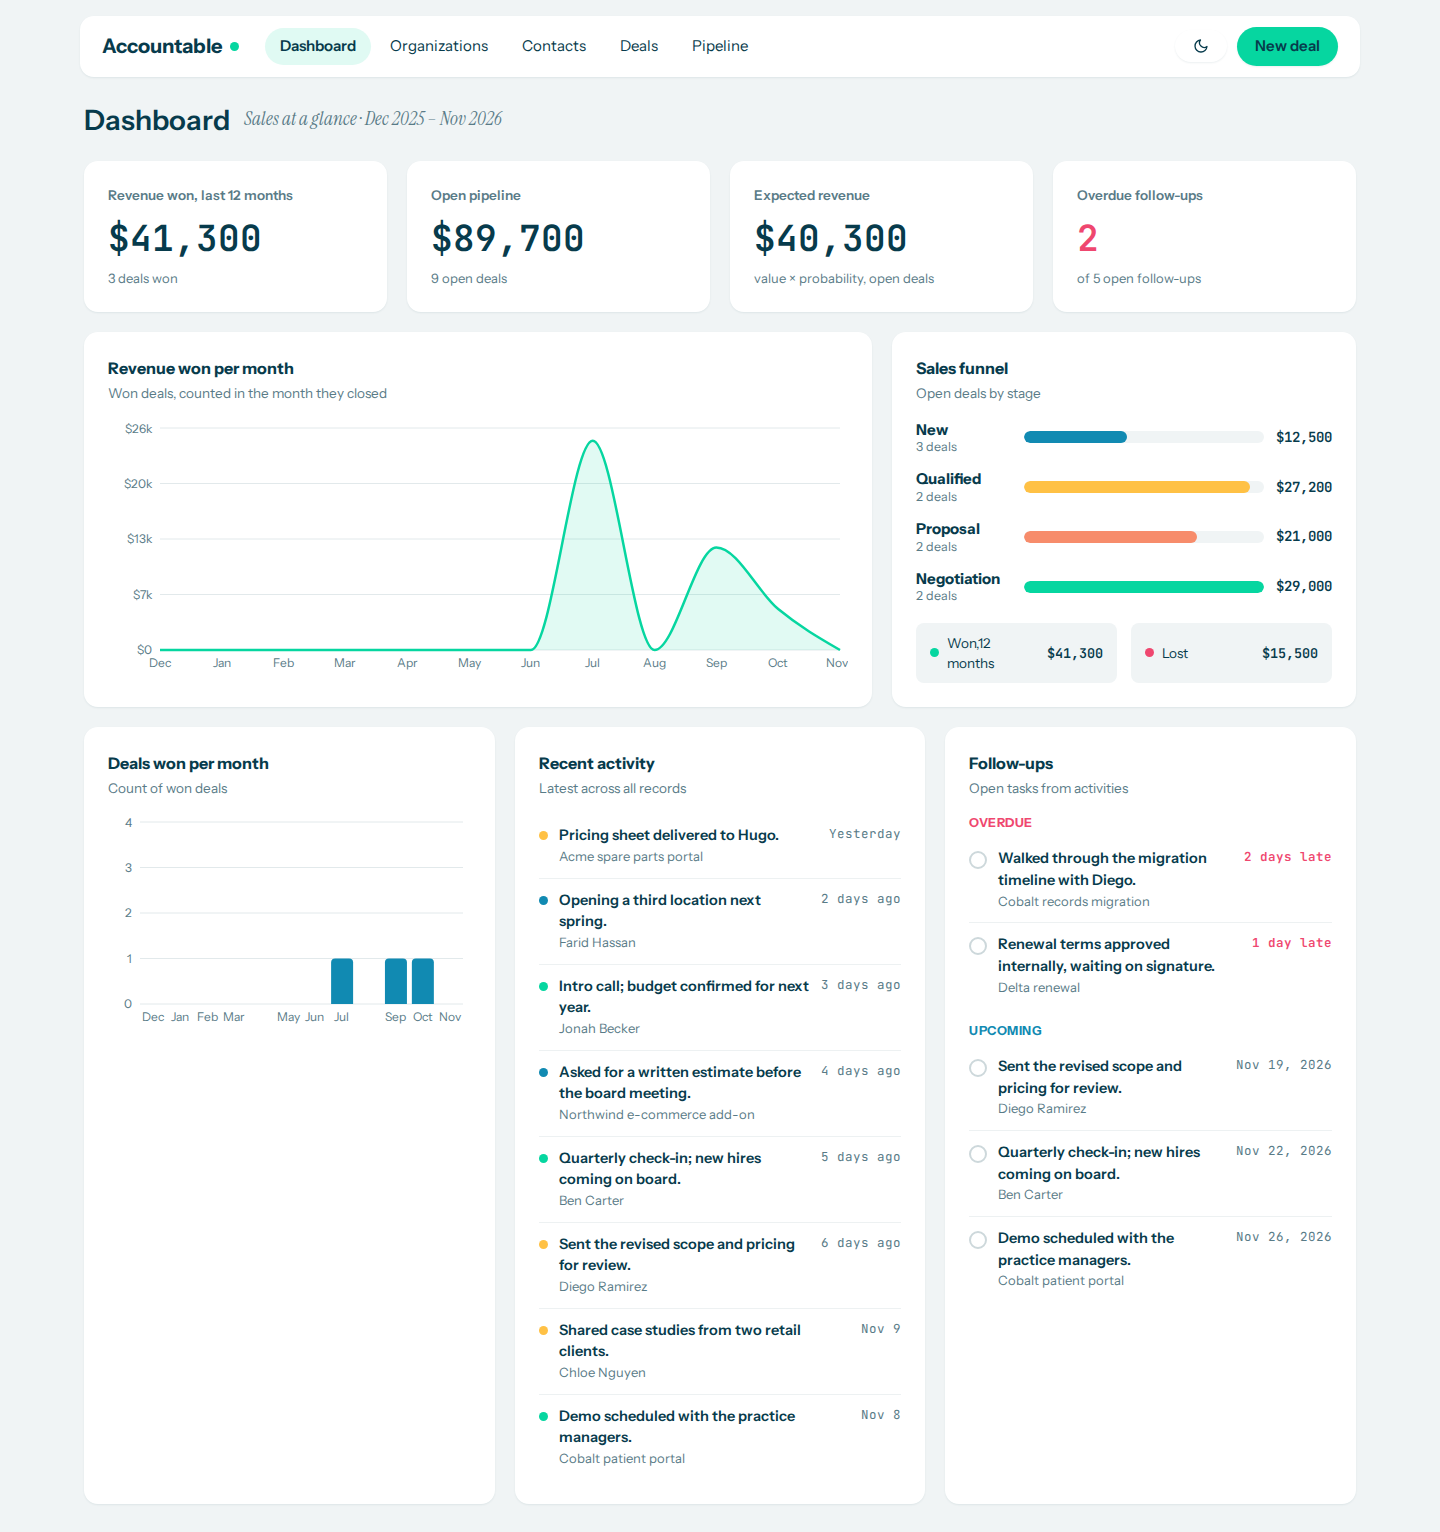 Accountable
Dashboard
Organizations
Contacts
Deals
Pipeline
New deal
Dashboard
Sales at a glance · Dec 2025 – Nov 2026
Revenue won, last 12 months
$41,300
3 deals won
Open pipeline
$89,700
9 open deals
Expected revenue
$40,300
value × probability, open deals
Overdue follow-ups
2
of 5 open follow-ups
Revenue won per month
Won deals, counted in the month they closed
$26k
$20k
$13k
$7k
$0
Dec Jan Feb Mar Apr May Jun Jul Aug Sep Oct Nov
Sales funnel
Open deals by stage
New
3 deals
$12,500
Qualified
2 deals
$27,200
Proposal
2 deals
$21,000
Negotiation
2 deals
$29,000
Won,12
months
$41,300
Lost
$15,500
Deals won per month
Count of won deals
4
3
2
1
0
Dec Jan Feb Mar May Jun Jul Sep Oct Nov
Recent activity
Latest across all records
Pricing sheet delivered to Hugo.
Yesterday
Acme spare parts portal
Opening a third location next
spring.
2 days ago
Farid Hassan
Intro call; budget confirmed for next
year.
3 days ago
Jonah Becker
Asked for a written estimate before
the board meeting.
4 days ago
Northwind e-commerce add-on
Quarterly check-in; new hires
coming on board.
5 days ago
Ben Carter
Sent the revised scope and pricing
for review.
6 days ago
Diego Ramirez
Shared case studies from two retail
clients.
Nov 9
Chloe Nguyen
Demo scheduled with the practice
managers.
Nov 8
Cobalt patient portal
Follow-ups
Open tasks from activities
OVERDUE
Walked through the migration
timeline with Diego.
2 days late
Cobalt records migration
Renewal terms approved
internally, waiting on signature.
1 day late
Delta renewal
UPCOMING
Sent the revised scope and
pricing for review.
Nov 19, 2026
Diego Ramirez
Quarterly check-in; new hires
coming on board.
Nov 22, 2026
Ben Carter
Demo scheduled with the
practice managers.
Nov 26, 2026
Cobalt patient portal